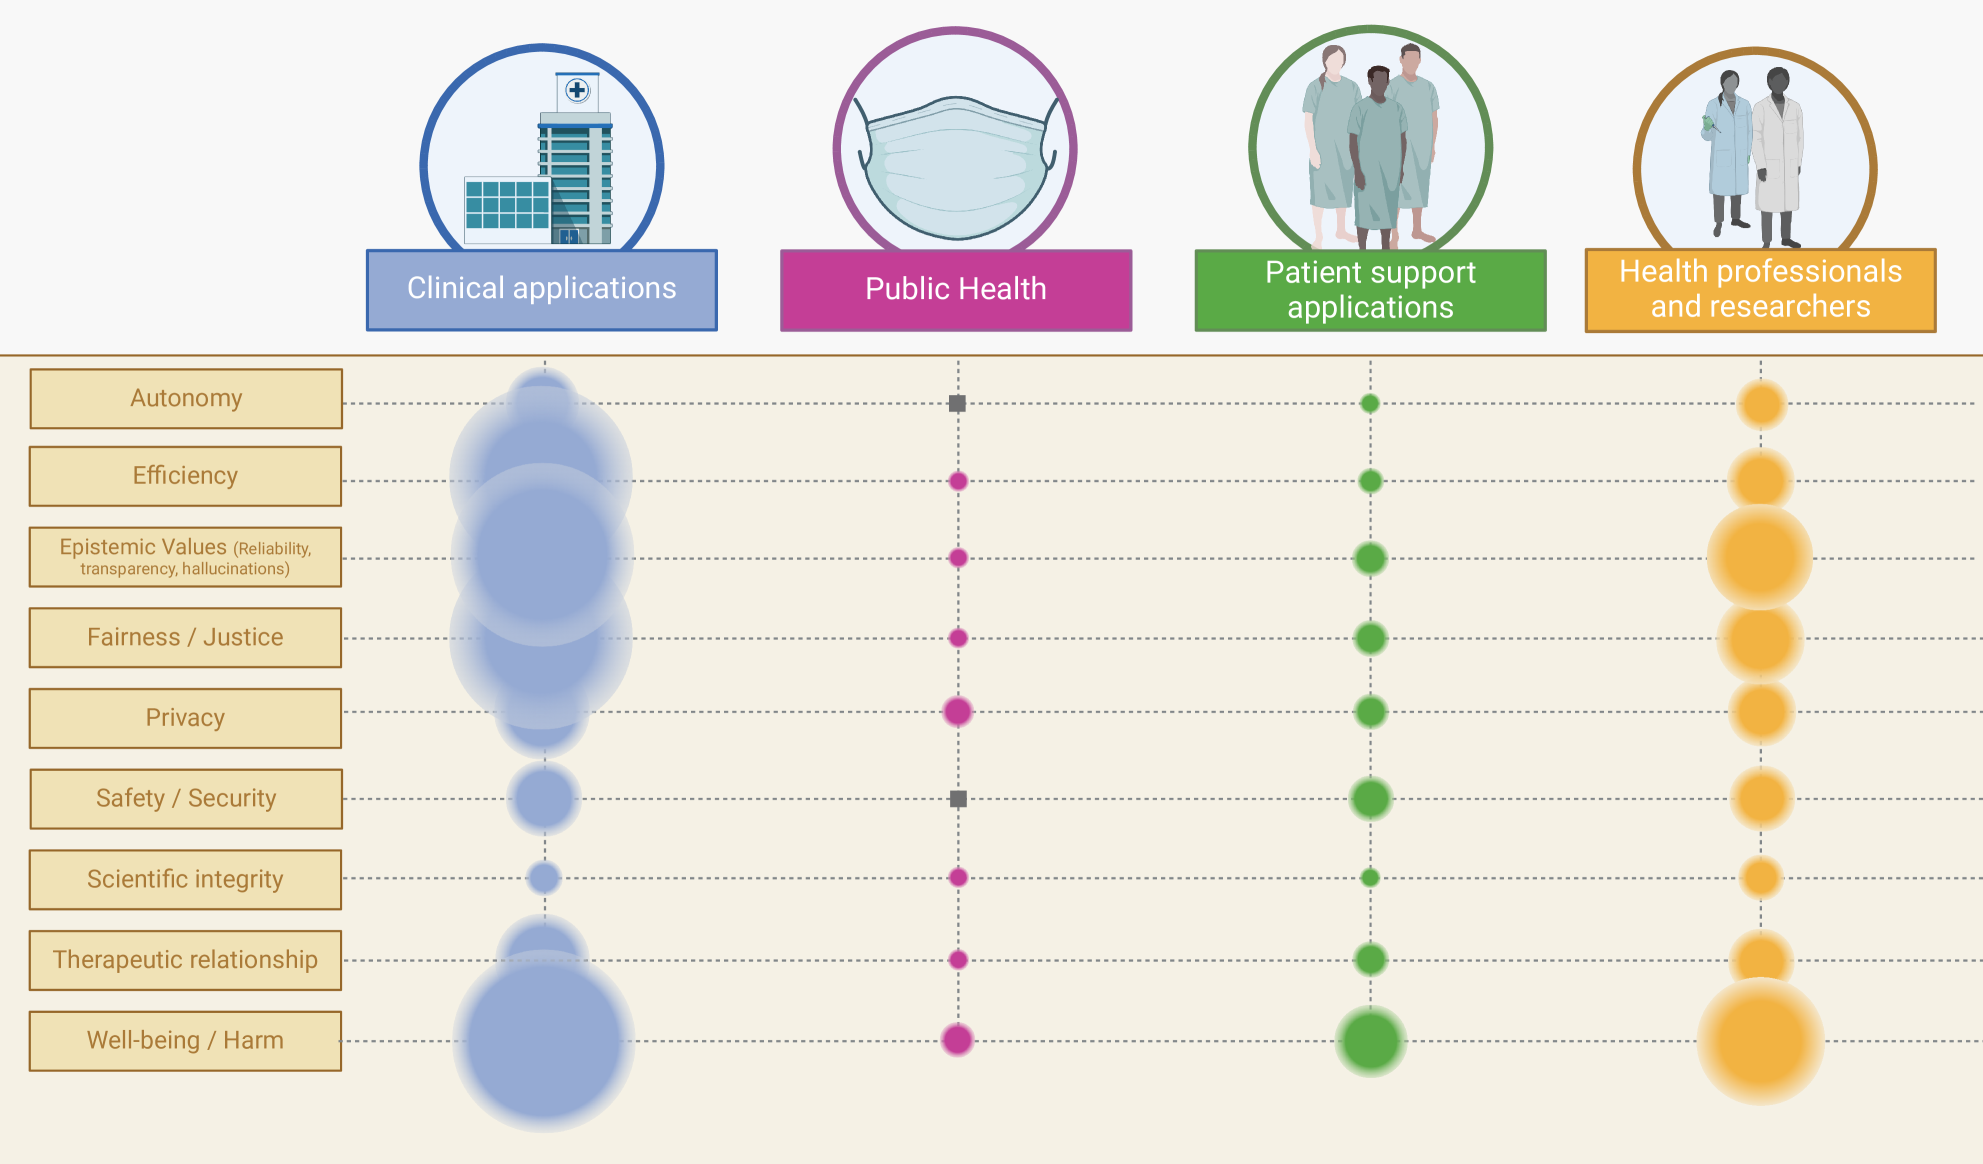 Clinical applications
Public Health
Patient support
applications
Health professionals
and researchers
Autonomy
Efficiency
Epistemic Values (Reliability,
transparency, hallucinations)
Fairness / Justice
Privacy
Safety / Security
Scientific integrity
Therapeutic relationship
Well-being / Harm